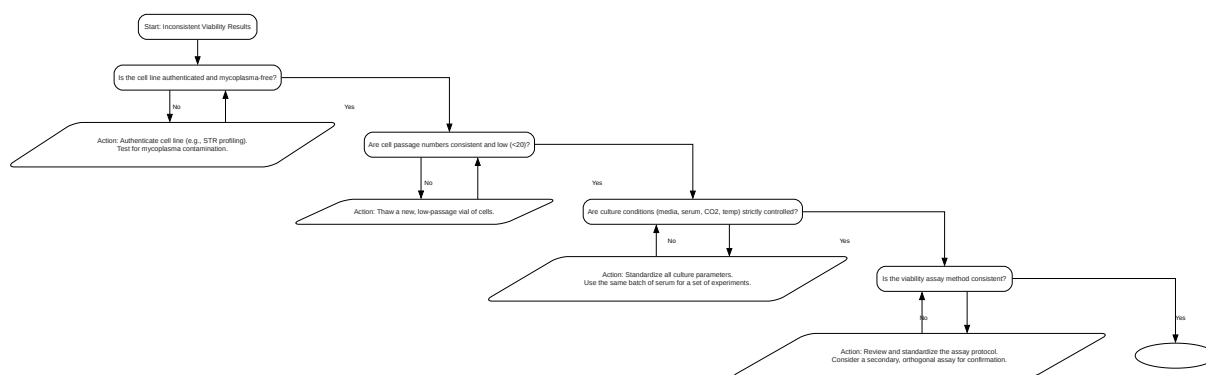 Start: Inconsistent Viability Results
Is the cell line authenticated and mycoplasma-free?
No
Yes
Action: Authenticate cell line (e.g., STR profiling).
Test for mycoplasma contamination.
Are cell passage numbers consistent and low (<20)?
No
Yes
Action: Thaw a new, low-passage vial of cells.
Are culture conditions (media, serum, CO2, temp) strictly controlled?
No
Yes
Action: Standardize all culture parameters.
Use the same batch of serum for a set of experiments.
Is the viability assay method consistent?
No
Yes
Action: Review and standardize the assay protocol.
Consider a secondary, orthogonal assay for confirmation.